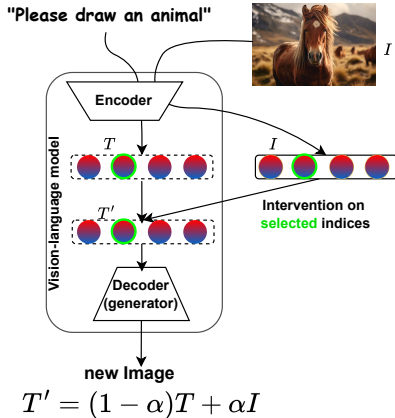 "Please draw an animal"
I
Encoder
T
I
T'
Intervention on
selected indices
Vision-language model
Decoder
(generator)
new Image
T' = (1 − α)T + αI